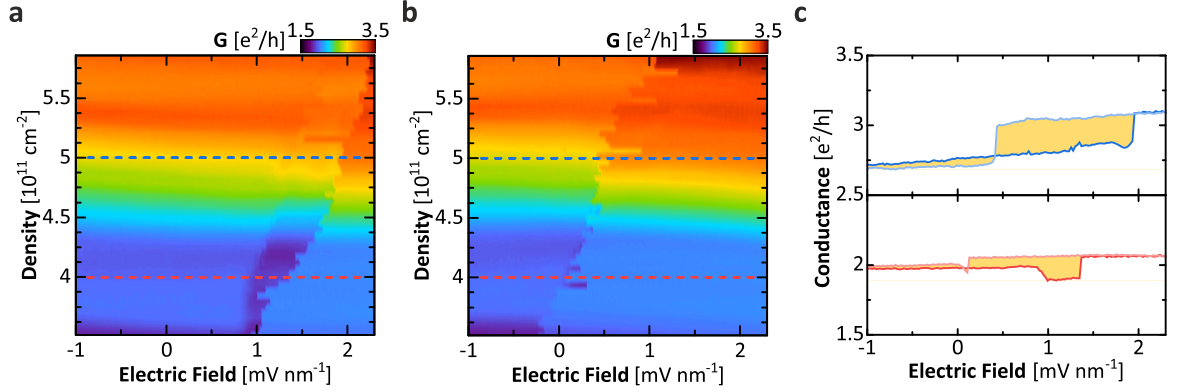 a
G [e²/h] 1.5 3.5
Density [10¹¹ cm⁻²]
5.5
5
4.5
4
-1 0 1 2
Electric Field [mV nm⁻¹]
b
G [e²/h] 1.5 3.5
Density [10¹¹ cm⁻²]
5.5
5
4.5
4
-1 0 1 2
Electric Field [mV nm⁻¹]
c
Conductance [e²/h]
3.5
3
2.5
2
1.5
-1 0 1 2
Electric Field [mV nm⁻¹]